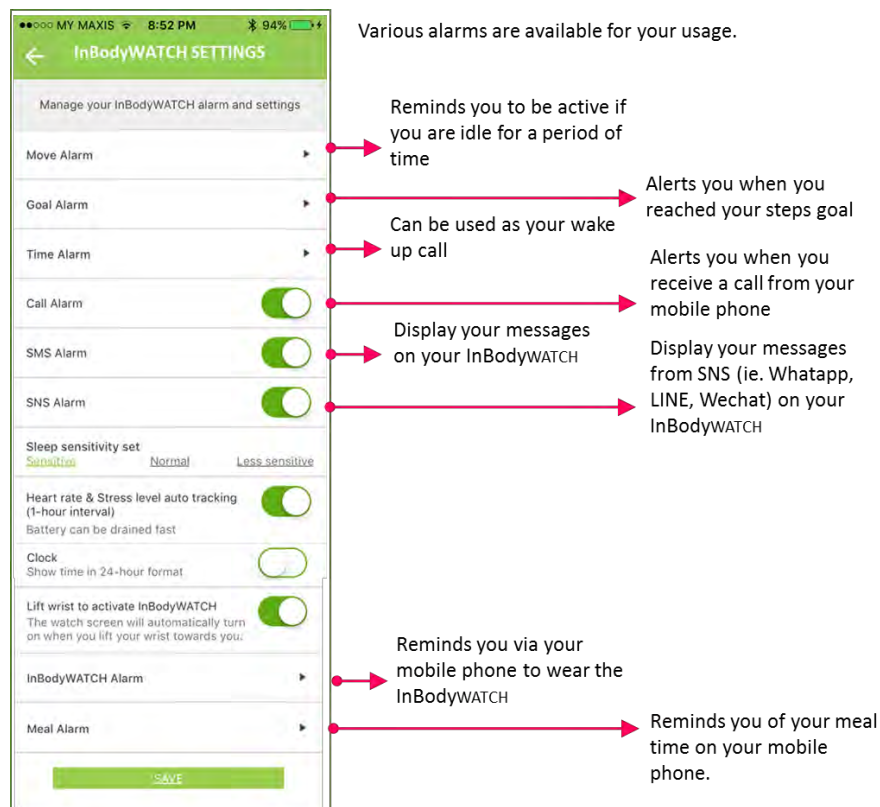 MY MAXIS 8:52 PM 94%
InBodyWATCH SETTINGS
Manage your InBodyWATCH alarm and settings
Move Alarm
Goal Alarm
Time Alarm
Call Alarm
SMS Alarm
SNS Alarm
Sleep sensitivity set
Sensitive Normal Less sensitive
Heart rate & Stress level auto tracking
(1-hour interval)
Battery can be drained fast
Clock
Show time in 24-hour format
Lift wrist to activate InBodyWATCH
The watch screen will automatically turn
on when you lift your wrist towards you.
InBodyWATCH Alarm
Meal Alarm
SAVE
Various alarms are available for your usage.
Reminds you to be active if
you are idle for a period of
time
Alerts you when you
reached your steps goal
Can be used as your wake
up call
Alerts you when you
receive a call from your
mobile phone
Display your messages
on your InBodyWATCH
Display your messages
from SNS (ie. Whatapp,
LINE, Wechat) on your
InBodyWATCH
Reminds you via your
mobile phone to wear the
InBodyWATCH
Reminds you of your meal
time on your mobile
phone.